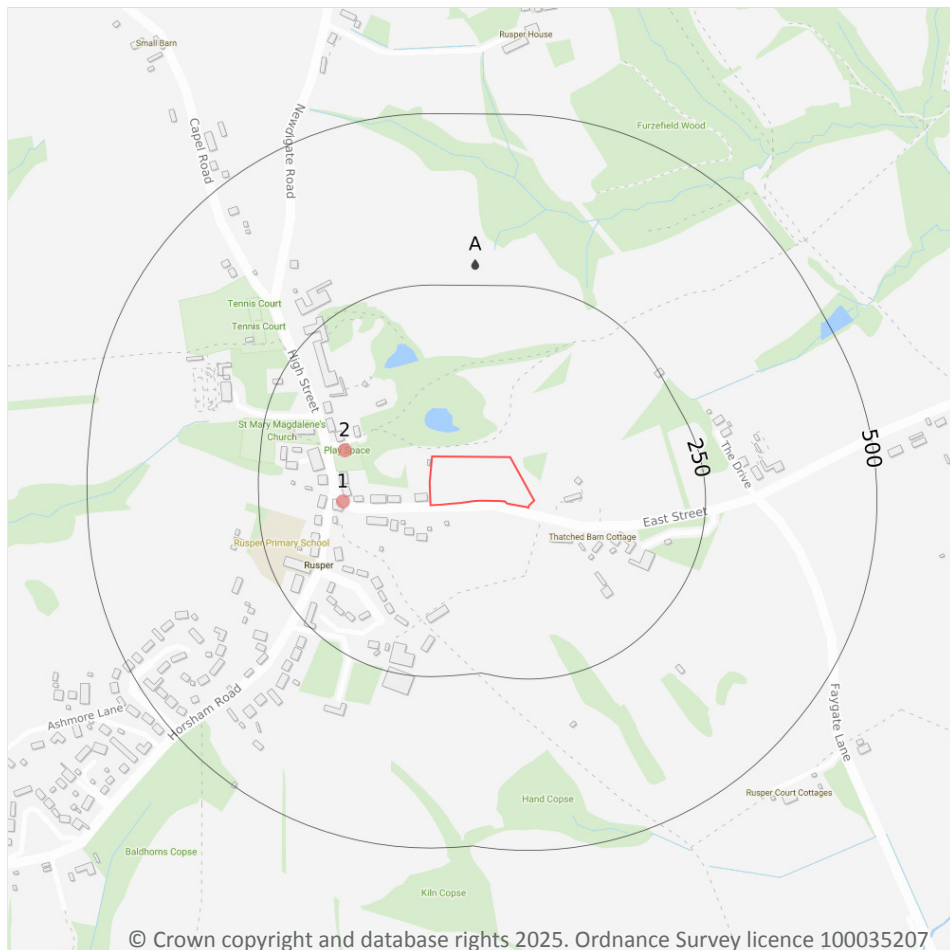 Small Barn
Rusper House
Newdigate Road
Capel Road
Furzefield Wood
A
Tennis Court
Tennis Court
High Street
St Mary Magdalene's
Church
2
Play Space
250
500
The Drive
1
East Street
Rusper Primary School
Thatched Barn Cottage
Rusper
Ashmore Lane
Horsham Road
Faygate Lane
Rusper Court Cottages
Hand Copse
Baldhorns Copse
Kiln Copse
© Crown copyright and database rights 2025. Ordnance Survey licence 100035207